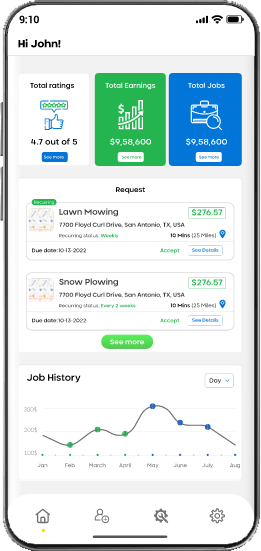 9:10
Hi John!
Total ratings
4.7 out of 5
See more
Total Earnings
$9,58,600
See more
Total Jobs
$9,58,600
See more
Request
Recurring
Lawn Mowing
$276.57
7700 Floyd Curl Drive, San Antonio, TX, USA
Recurring status: Weekly
10 Mins (25 Miles)
Due date:10-13-2022
Accept
See Details
Snow Plowing
$276.57
7700 Floyd Curl Drive, San Antonio, TX, USA
Recurring status: Every 2 weeks
10 Mins (25 Miles)
Due date:10-13-2022
Accept
See Details
See more
Job History
Day
300$
200$
100$
Jan Feb March April May June July Aug